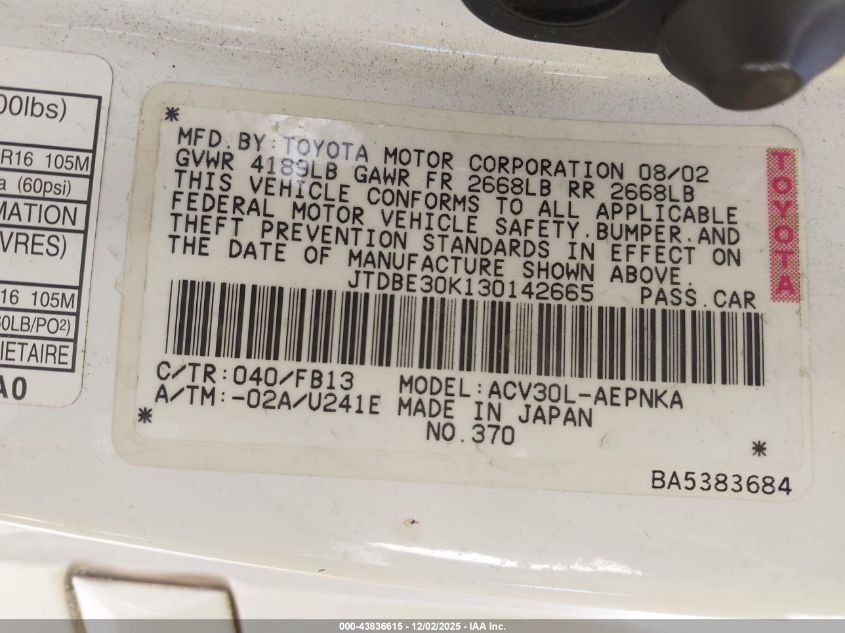 00lbs)
R16 105M
a (60psi)
MATION
VRES)
16 105M
60LB/PO²)
IETAIRE
A0
*
MFD.BY:TOYOTA MOTOR CORPORATION 08/02
GVWR 4189LB GAWR FR 2668LB RR 2668LB
THIS VEHICLE CONFORMS TO ALL APPLICABLE
FEDERAL MOTOR VEHICLE SAFETY.BUMPER.AND
THEFT PREVENTION STANDARDS IN EFFECT ON
THE DATE OF MANUFACTURE SHOWN ABOVE.
JTDBE30K130142665 PASS.CAR
TOYOTA
C/TR:040/FB13 MODEL:ACV30L-AEPNKA
A/TM:-02A/U241E MADE IN JAPAN
* NO.370 *
BA5383684
000-43836615 - 12/02/2025 - IAA Inc.